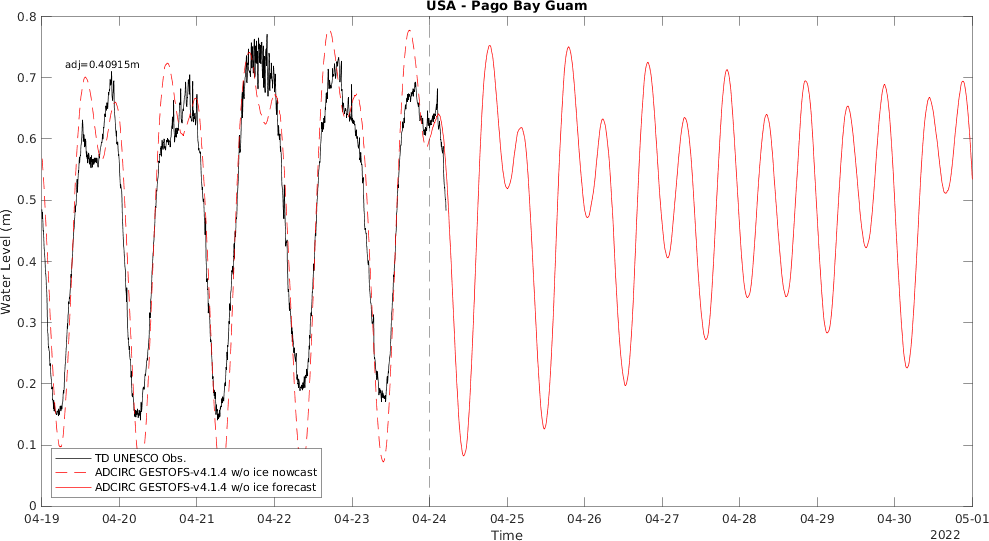 USA - Pago Bay Guam
adj=0.40915m
Water Level (m)
0.8
0.7
0.6
0.5
0.4
0.3
0.2
0.1
0
TD UNESCO Obs.
ADCIRC GESTOFS-v4.1.4 w/o ice nowcast
ADCIRC GESTOFS-v4.1.4 w/o ice forecast
04-19 04-20 04-21 04-22 04-23 04-24 04-25 04-26 04-27 04-28 04-29 04-30 05-01
Time
2022